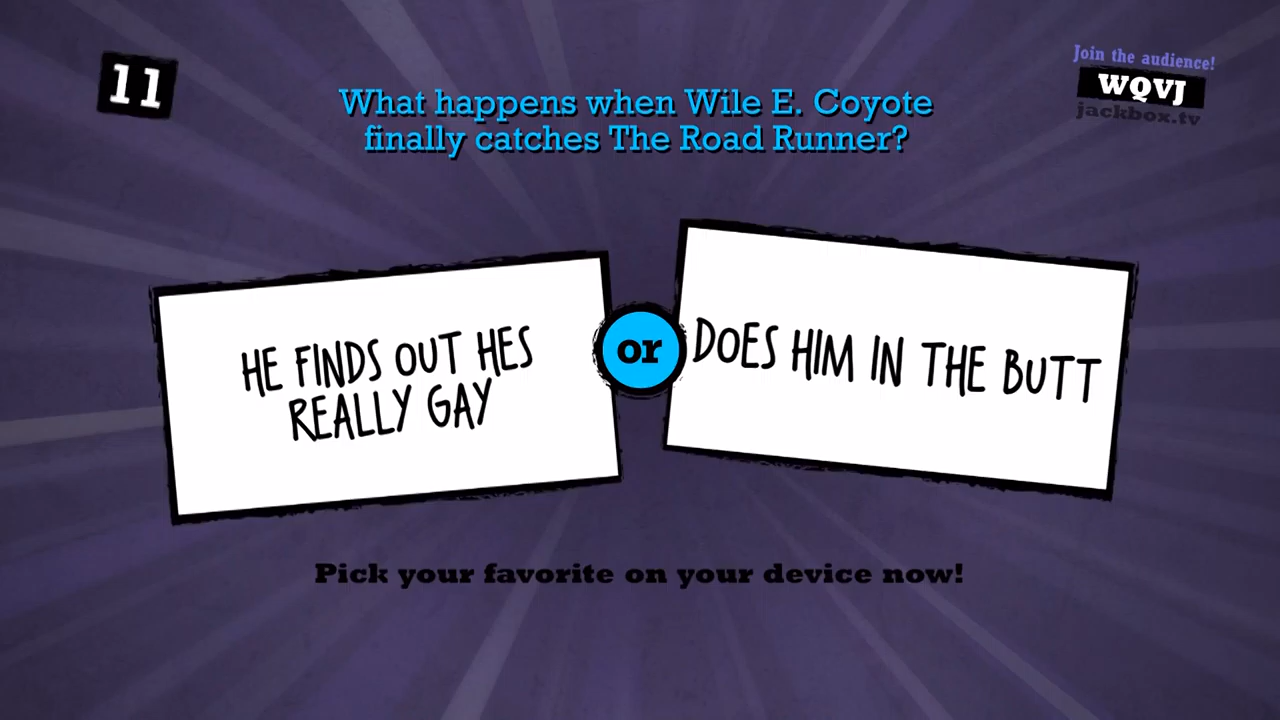 11
Join the audience!
WQVJ
jackbox.tv
What happens when Wile E. Coyote
finally catches The Road Runner?
HE FINDS OUT HES
REALLY GAY
or
DOES HIM IN THE BUTT
Pick your favorite on your device now!